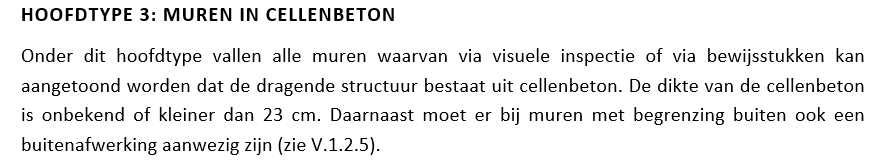 HOOFDTYPE 3: MUREN IN CELLENBETON
Onder dit hoofdtype vallen alle muren waarvan via visuele inspectie of via bewijsstukken kan
aangetoond worden dat de dragende structuur bestaat uit cellenbeton. De dikte van de cellenbeton
is onbekend of kleiner dan 23 cm. Daarnaast moet er bij muren met begrenzing buiten ook een
buitenafwerking aanwezig zijn (zie V.1.2.5).